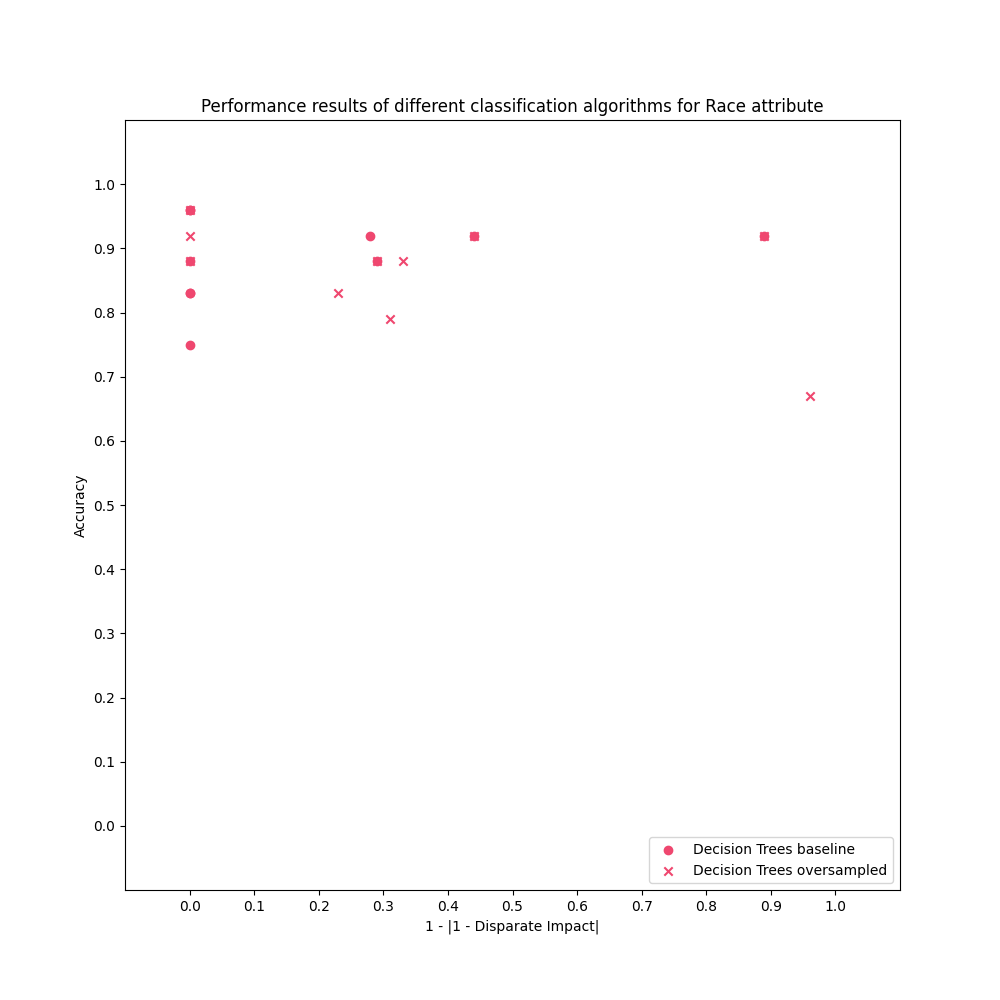 Performance results of different classification algorithms for Race attribute
1.0
0.9
0.8
0.7
0.6
0.5
0.4
0.3
0.2
0.1
0.0
Accuracy
Decision Trees baseline
Decision Trees oversampled
0.0 0.1 0.2 0.3 0.4 0.5 0.6 0.7 0.8 0.9 1.0
1 - |1 - Disparate Impact|